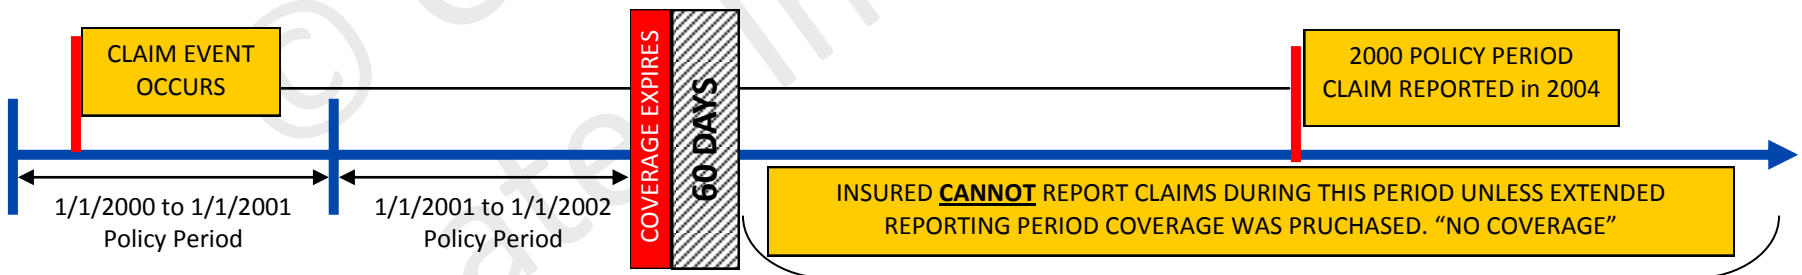 CLAIM EVENT
OCCURS
COVERAGE EXPIRES
60 DAYS
2000 POLICY PERIOD
CLAIM REPORTED in 2004
1/1/2000 to 1/1/2001
Policy Period
1/1/2001 to 1/1/2002
Policy Period
INSURED CANNOT REPORT CLAIMS DURING THIS PERIOD UNLESS EXTENDED
REPORTING PERIOD COVERAGE WAS PRUCHASED. “NO COVERAGE”